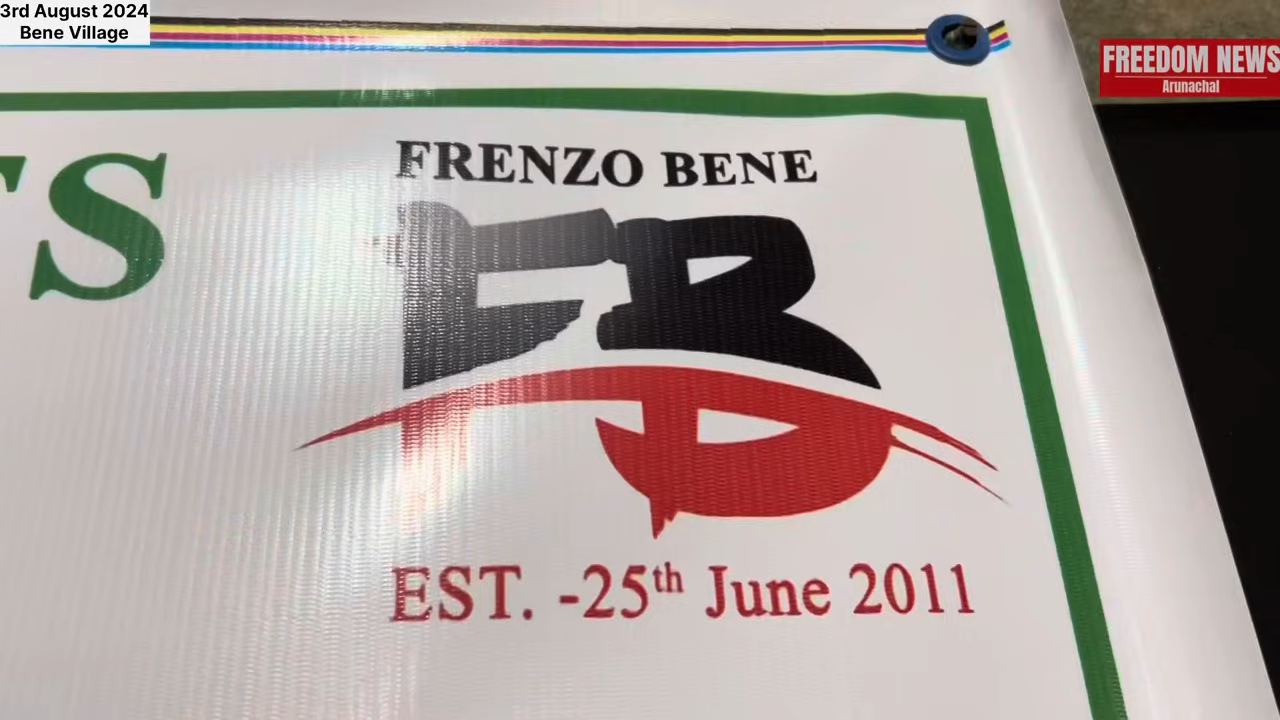 3rd August 2024
Bene Village
FREEDOM NEWS
Arunachal
FRENZO BENE
FB
EST. -25th June 2011